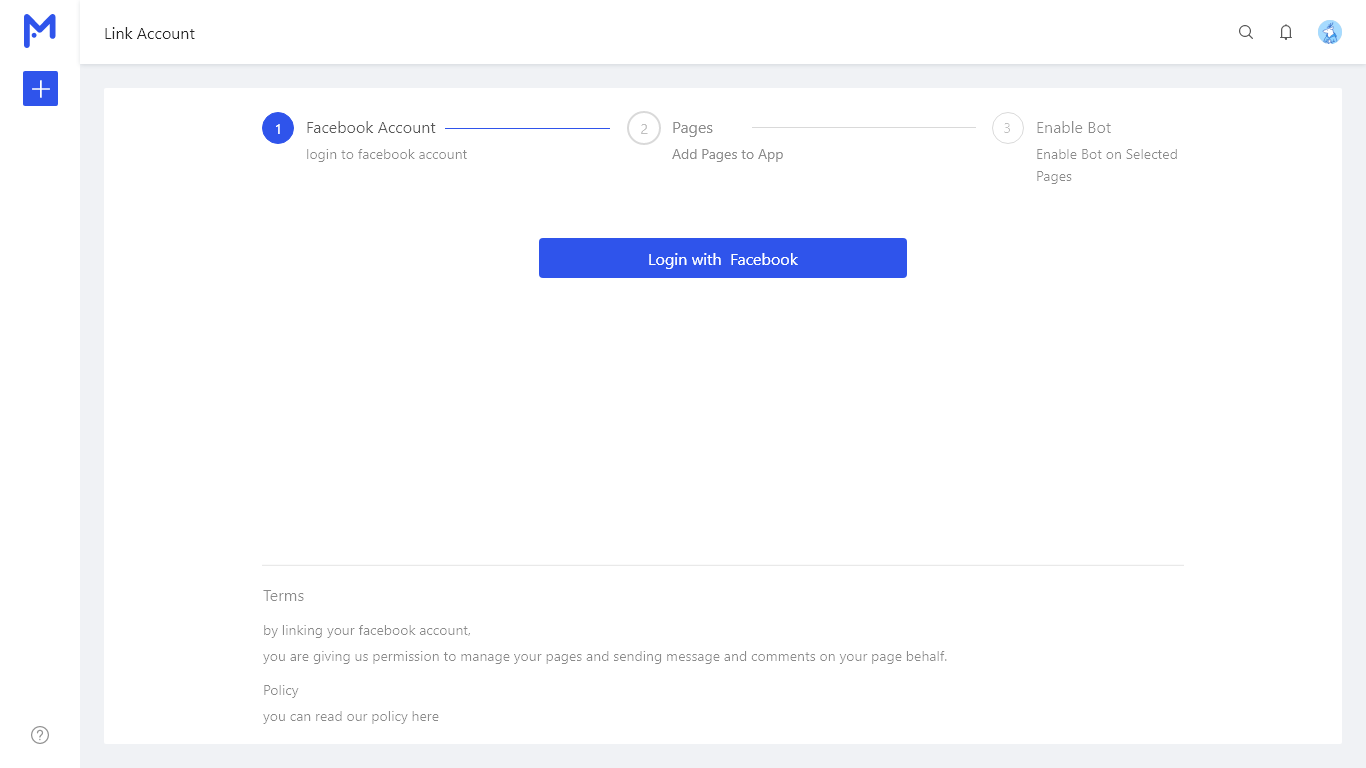 Link Account
1 Facebook Account
login to facebook account
2 Pages
Add Pages to App
3 Enable Bot
Enable Bot on Selected
Pages
Login with Facebook
Terms
by linking your facebook account,
you are giving us permission to manage your pages and sending message and comments on your page behalf.
Policy
you can read our policy here